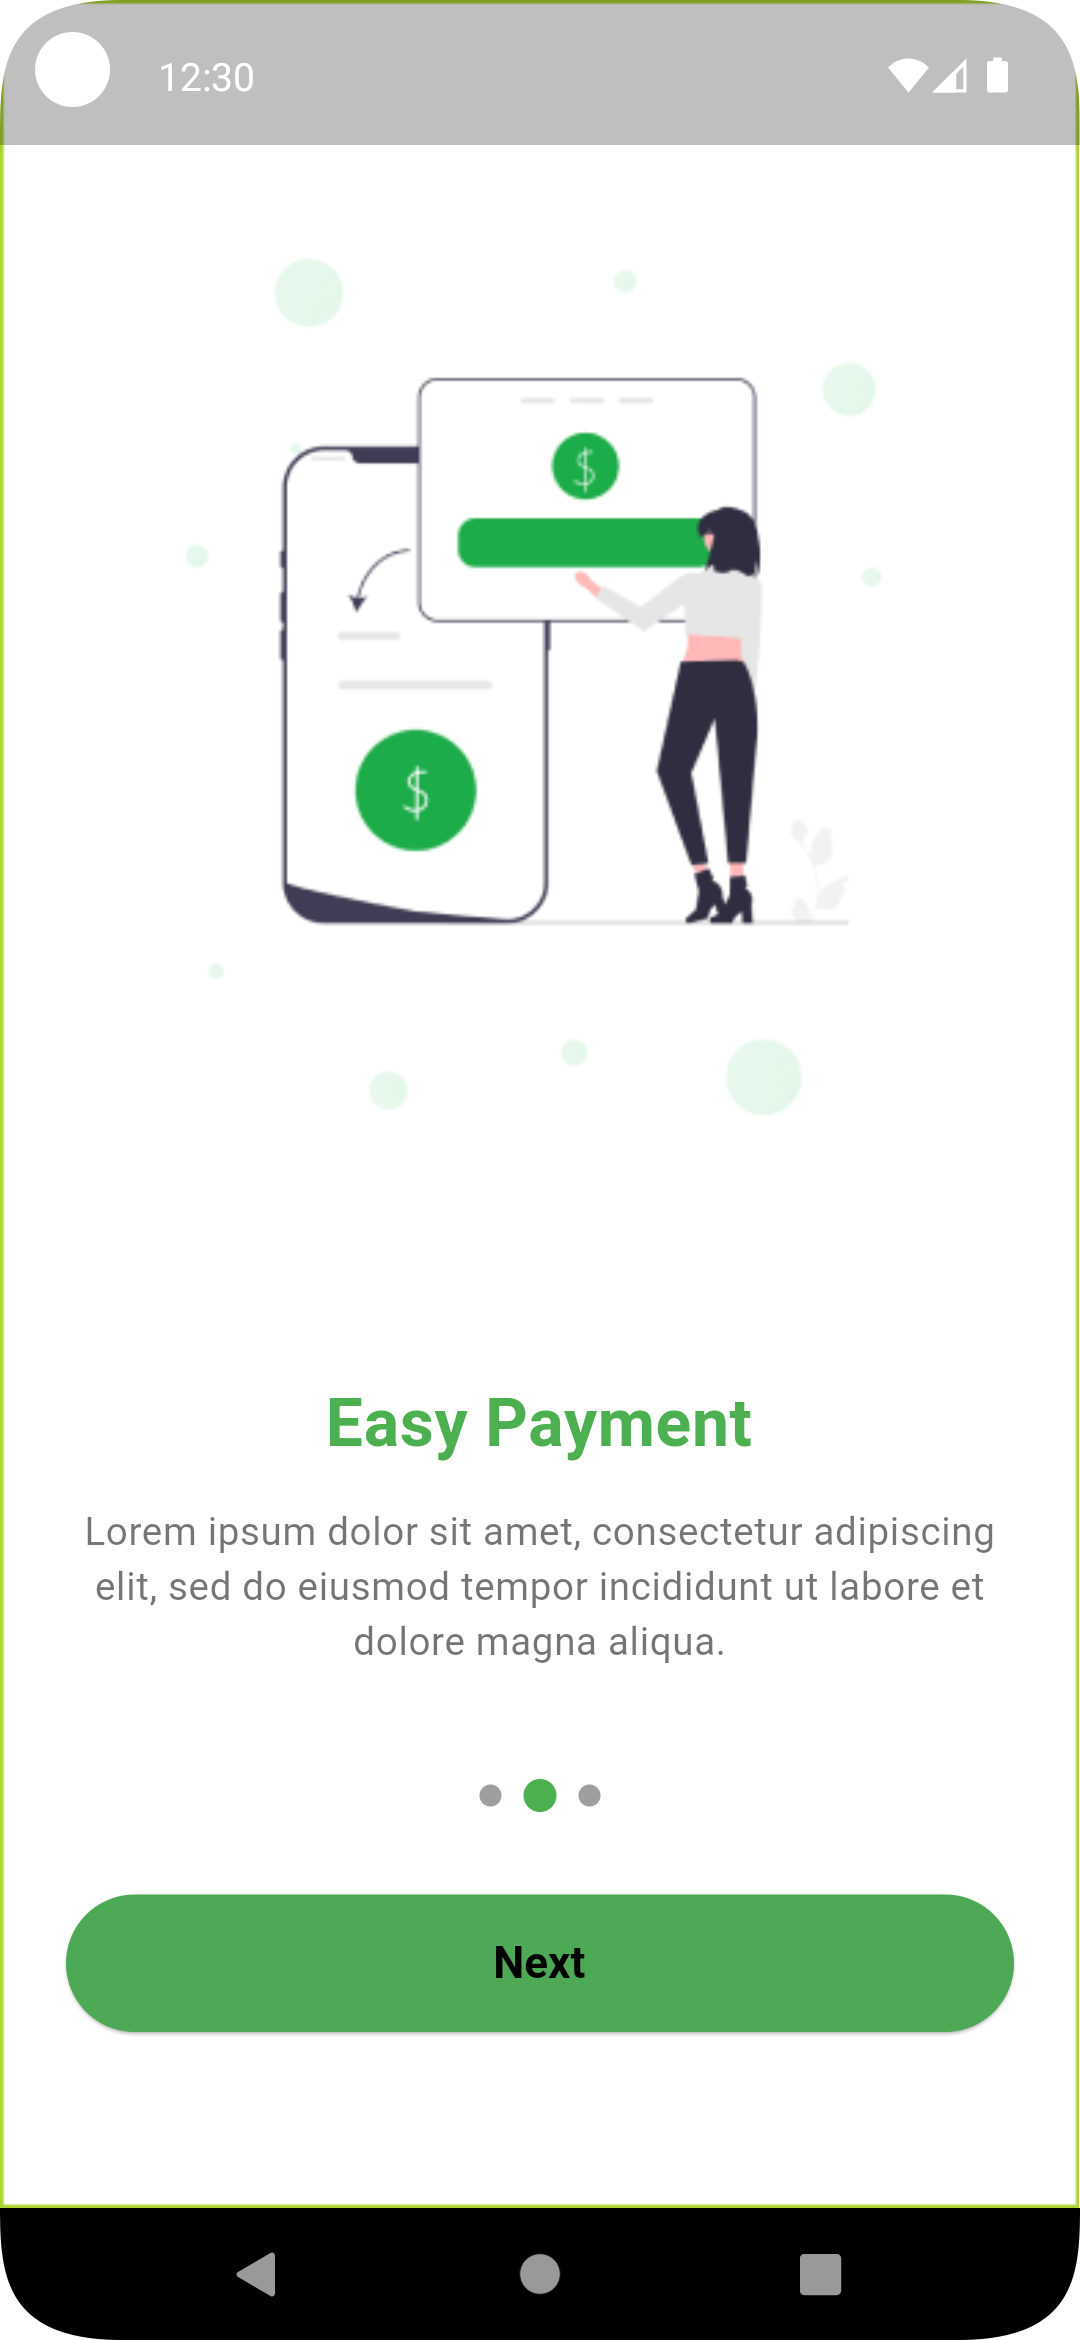 12:30
$
$
Easy Payment
Lorem ipsum dolor sit amet, consectetur adipiscing
elit, sed do eiusmod tempor incididunt ut labore et
dolore magna aliqua.
Next